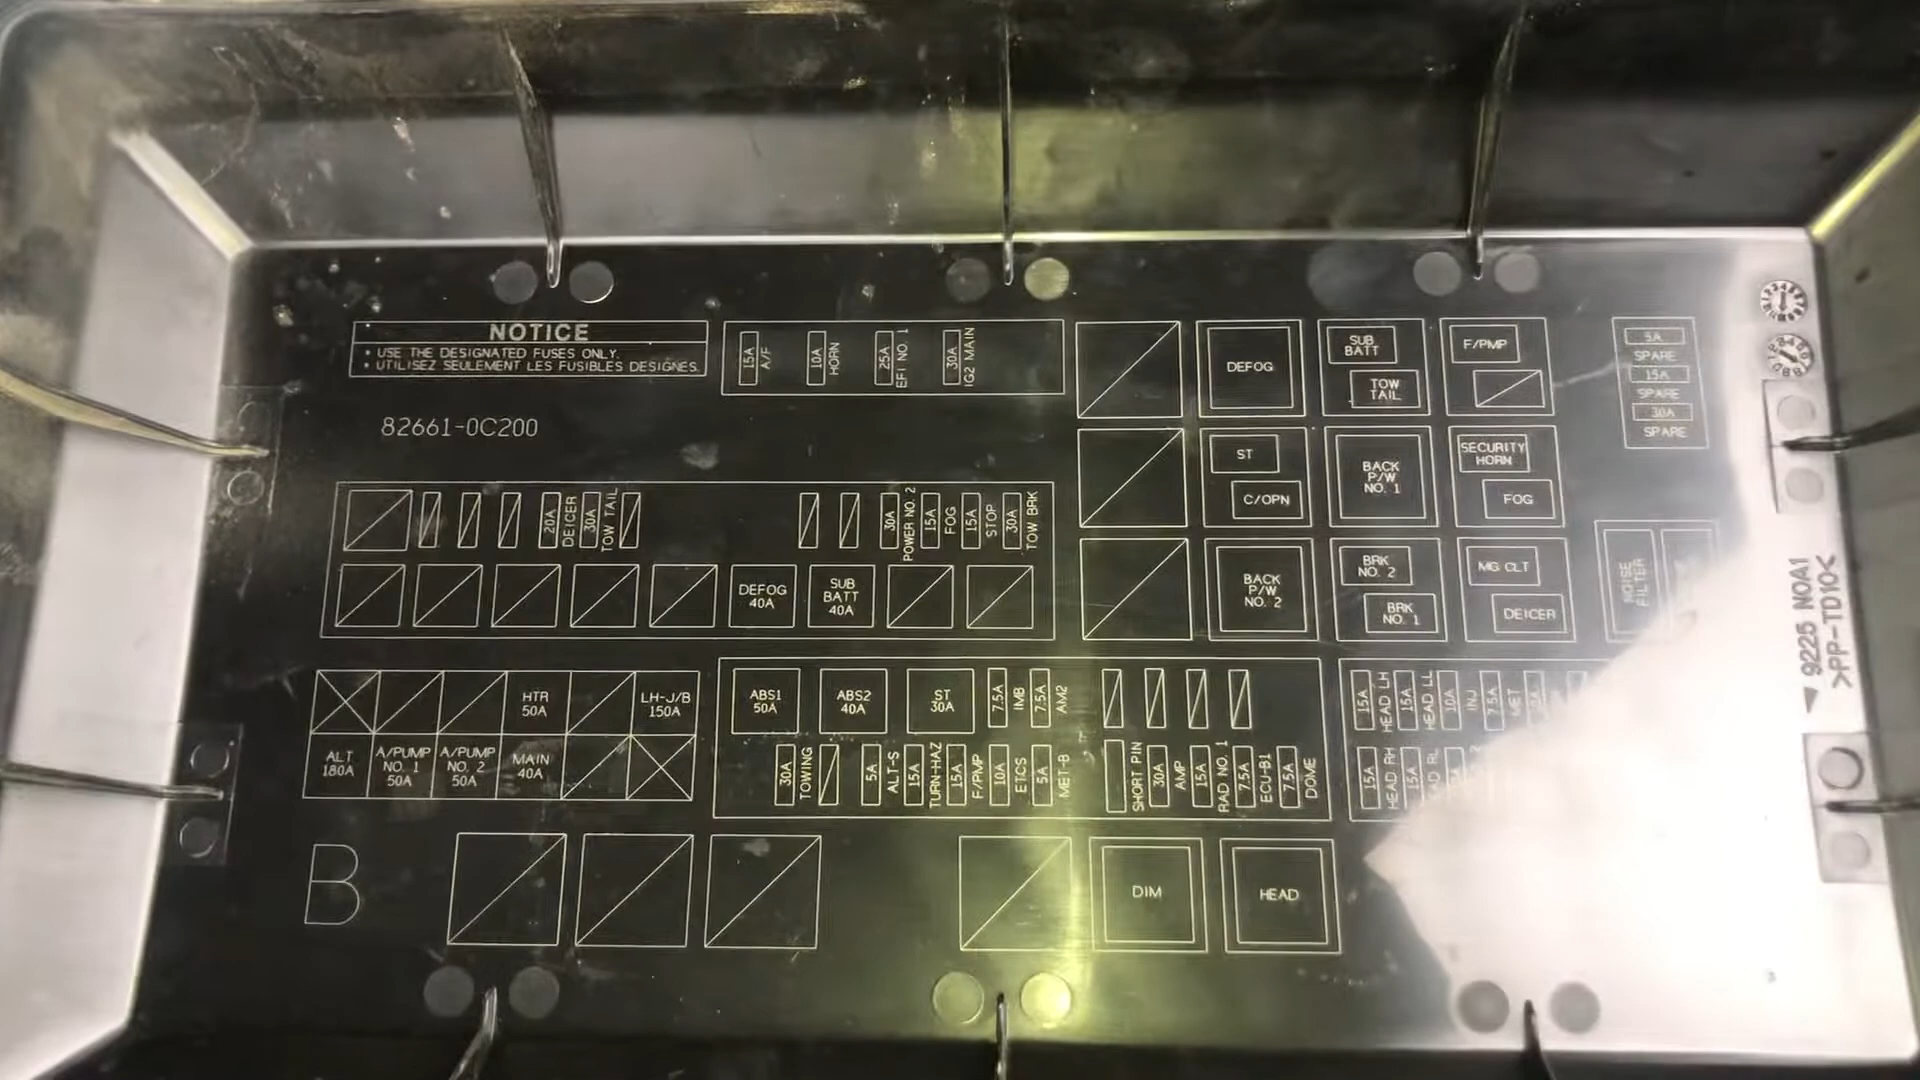 NOTICE
• USE THE DESIGNATED FUSES ONLY.
• UTILISEZ SEULEMENT LES FUSIBLES DESIGNES.
15A A/F
10A HORN
25A EFI NO. 1
30A IG2 MAIN
DEFOG
SUB BATT
TOW TAIL
F/PMP
5A
SPARE
15A
SPARE
30A
SPARE
82661-0C200
ST
C/OPN
BACK P/W NO. 1
SECURITY HORN
FOG
20A DEICER
30A TOW TAIL
30A POWER NO. 2
15A FOG
15A STOP
30A TOW BRK
DEFOG 40A
SUB BATT 40A
BACK P/W NO. 2
BRK NO. 2
BRK NO. 1
MG CLT
DEICER
NOISE FILTER
9225 N0A1
>PP-TD10<
HTR 50A
LH-J/B 150A
ALT 180A
A/PUMP NO. 1 50A
A/PUMP NO. 2 50A
MAIN 40A
ABS1 50A
ABS2 40A
ST 30A
7.5A IMB
7.5A AM2
30A TOWING
5A ALT-S
15A TURN-HAZ
15A F/PMP
10A ETCS
5A MET-B
SHORT PIN
30A AMP
15A RAD NO. 1
7.5A ECU-B1
7.5A DOME
15A HEAD LH
15A HEAD LL
10A INJ
7.5A MET
15A HEAD RH
15A RL
B
DIM
HEAD